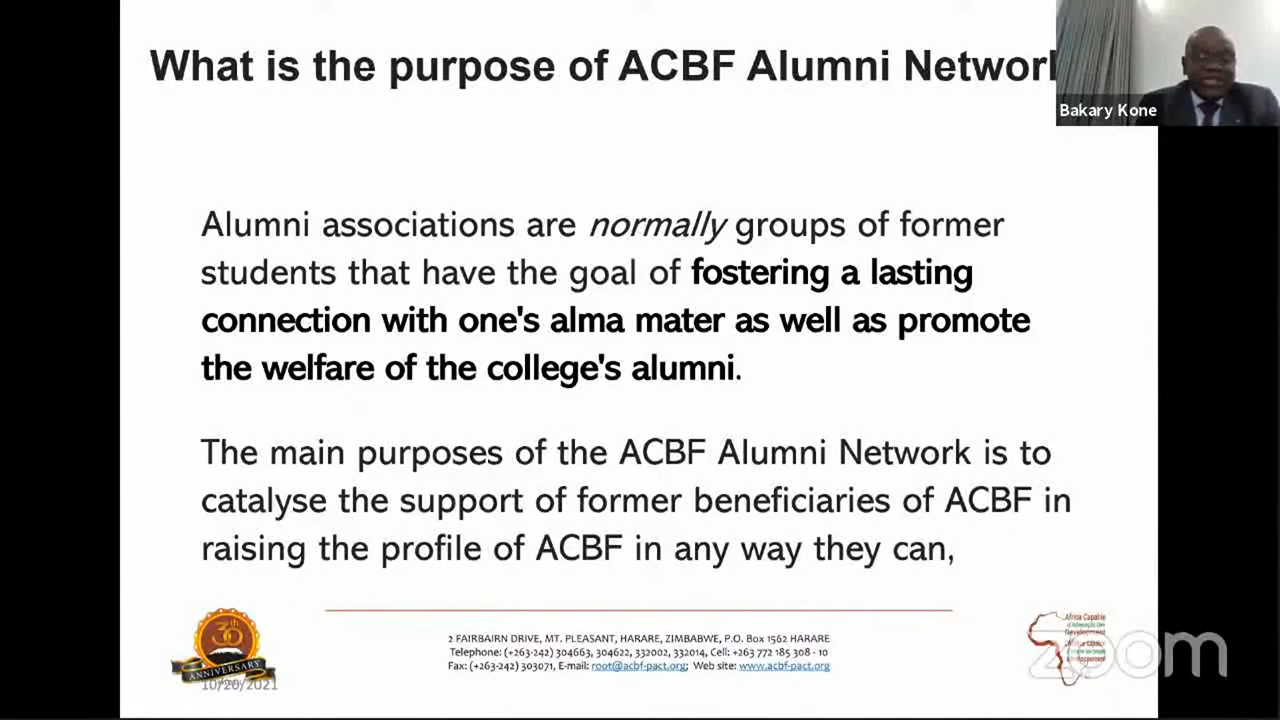 What is the purpose of ACBF Alumni Network
Bakary Kone
Alumni associations are normally groups of former
students that have the goal of fostering a lasting
connection with one's alma mater as well as promote
the welfare of the college's alumni.
The main purposes of the ACBF Alumni Network is to
catalyse the support of former beneficiaries of ACBF in
raising the profile of ACBF in any way they can,
30th
ANNIVERSARY
10/20/2021
2 FAIRBAIRN DRIVE, MT. PLEASANT, HARARE, ZIMBABWE, P.O. Box 1562 HARARE
Telephone: (+263-242) 304663, 304622, 332002, 332014, Cell: +263 772 185 308 - 10
Fax: (+263-242) 303071, E-mail: root@acbf-pact.org; Web site: www.acbf-pact.org
Africa Capable
Development
zoom